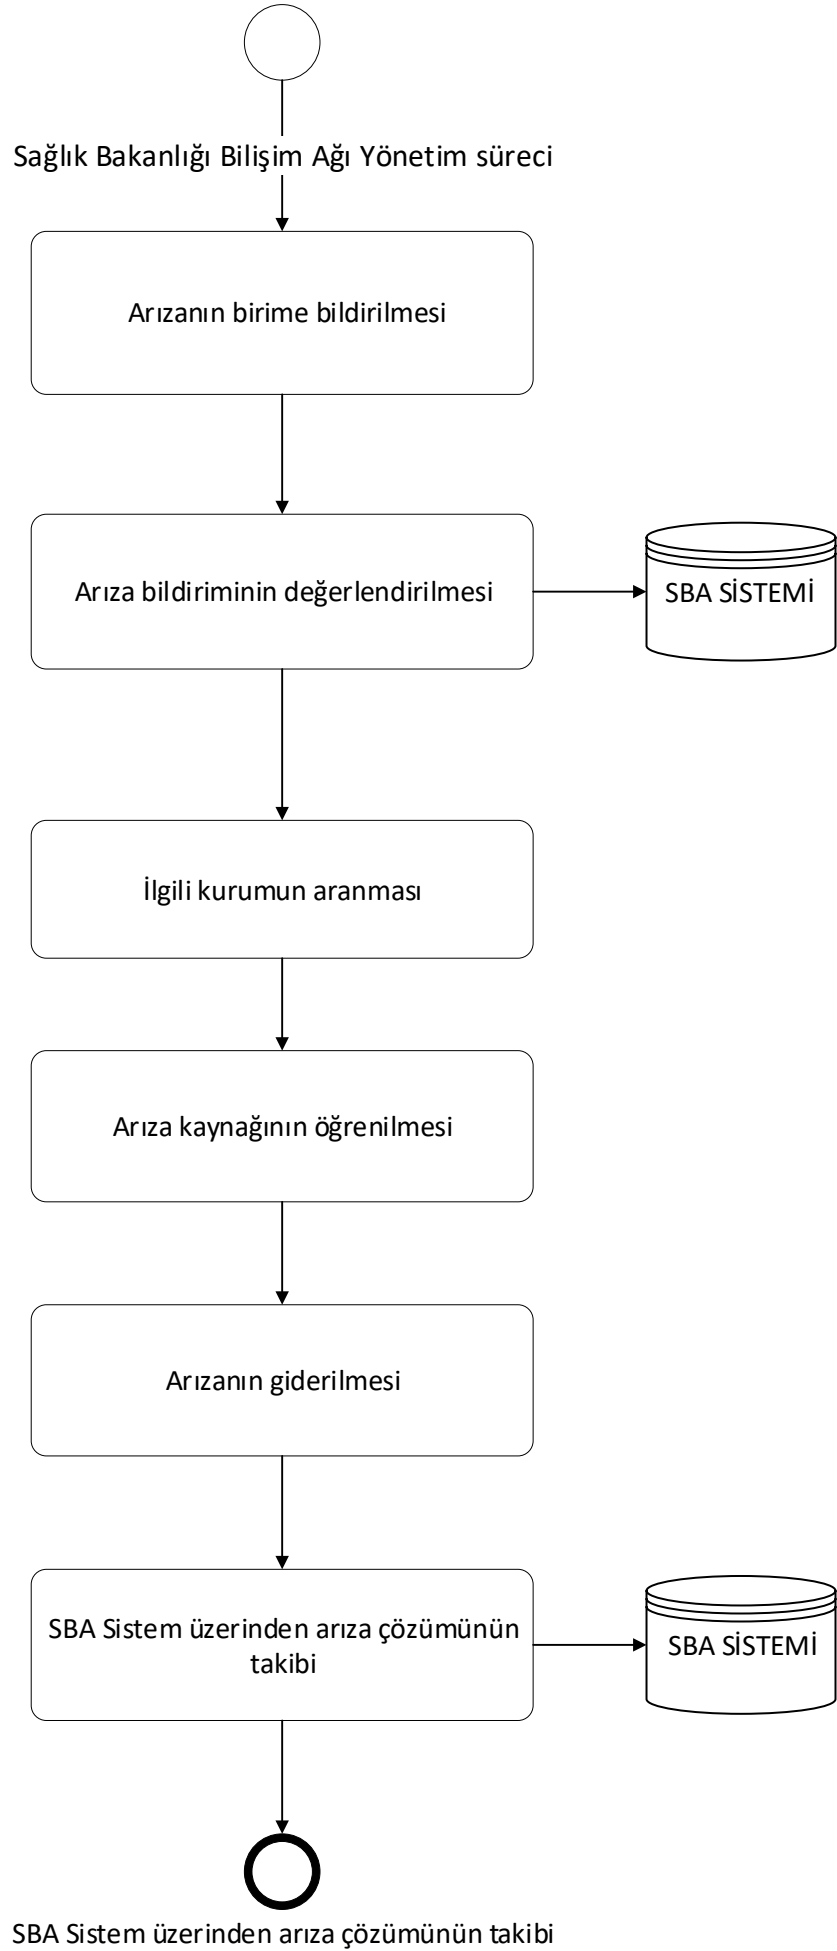 Sağlık Bakanlığı Bilişim Ağı Yönetim süreci
Arızanın birime bildirilmesi
Arıza bildiriminin değerlendirilmesi
SBA SİSTEMİ
İlgili kurumun aranması
Arıza kaynağının öğrenilmesi
Arızanın giderilmesi
SBA Sistem üzerinden arıza çözümünün
takibi
SBA SİSTEMİ
SBA Sistem üzerinden arıza çözümünün takibi